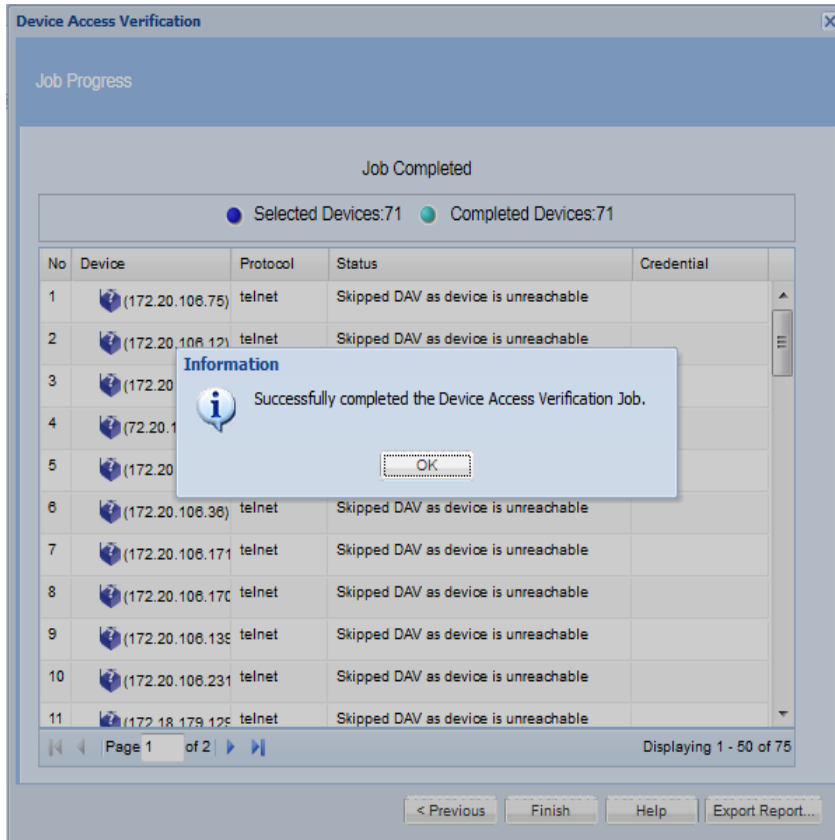 Device Access Verification
Job Progress
Job Completed
Selected Devices:71 Completed Devices:71
No Device Protocol Status Credential
1 (172.20.106.75) telnet Skipped DAV as device is unreachable
2 (172.20.106.12) telnet Skipped DAV as device is unreachable
3 (172.20
4 (72.20.1
5 (172.20
Information
Successfully completed the Device Access Verification Job.
OK
6 (172.20.106.36) telnet Skipped DAV as device is unreachable
7 (172.20.106.171 telnet Skipped DAV as device is unreachable
8 (172.20.106.170 telnet Skipped DAV as device is unreachable
9 (172.20.106.139 telnet Skipped DAV as device is unreachable
10 (172.20.106.231 telnet Skipped DAV as device is unreachable
11 (172.18.179.129 telnet Skipped DAV as device is unreachable
Page 1 of 2 Displaying 1 - 50 of 75
< Previous Finish Help Export Report...